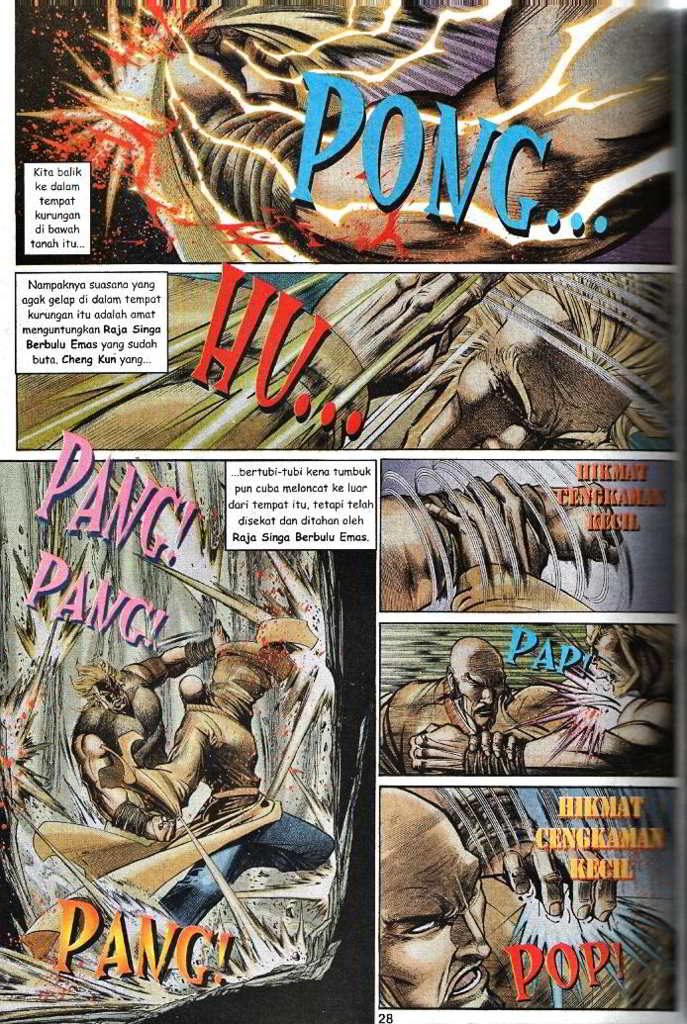 PONG...
Kita balik
ke dalam
tempat
kurungan
di bawah
tanah itu...
Nampaknya suasana yang
agak gelap di dalam tempat
kurungan itu adalah amat
menguntungkan Raja Singa
Berbulu Emas yang sudah
buta. Cheng Kun yang...
HU...
PANG!
PANG!
...bertubi-tubi kena tumbuk
pun cuba meloncat ke luar
dari tempat itu, tetapi telah
disekat dan ditahan oleh
Raja Singa Berbulu Emas.
PANG!
HIKMAT
CENGKAMAN
KECIL
PAP!
HIKMAT
CENGKAMAN
KECIL
POP!
28